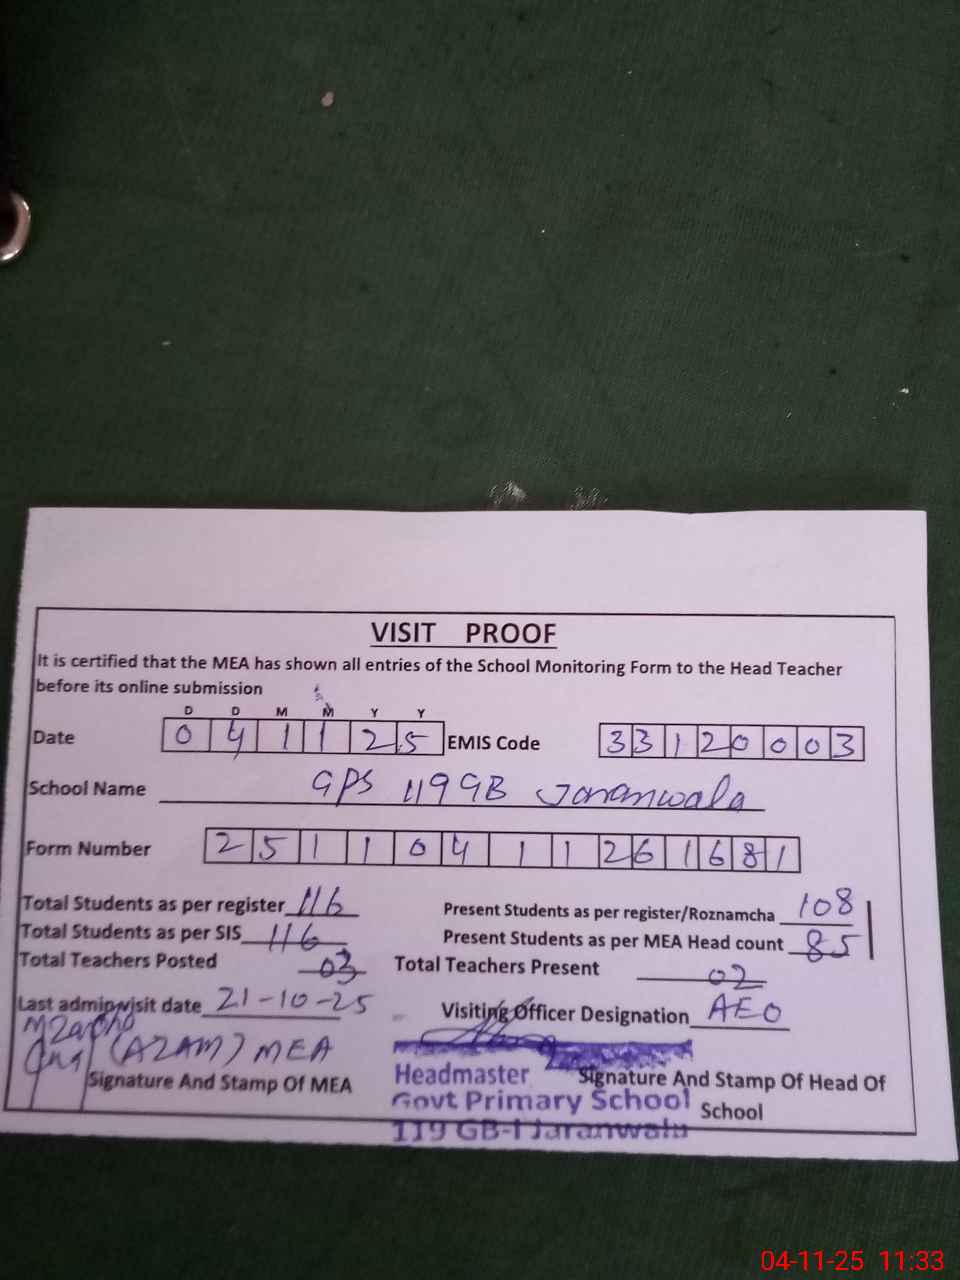 VISIT PROOF
It is certified that the MEA has shown all entries of the School Monitoring Form to the Head Teacher
before its online submission
D D M M Y Y
Date 0 4 1 1 2 5 EMIS Code 3 3 1 2 0 0 0 3
School Name GPS 119 GB Jaranwala
Form Number 2 5 1 1 0 4 1 1 2 6 1 6 8 1
Total Students as per register 116 Present Students as per register/Roznamcha 108
Total Students as per SIS 116 Present Students as per MEA Head count 85
Total Teachers Posted 03 Total Teachers Present 02
Last admin visit date 21-10-25 Visiting Officer Designation AEO
(AZAM) MEA
Signature And Stamp Of MEA Headmaster Signature And Stamp Of Head Of
Govt Primary School School
119 GB-I Jaranwala
04-11-25 11:33